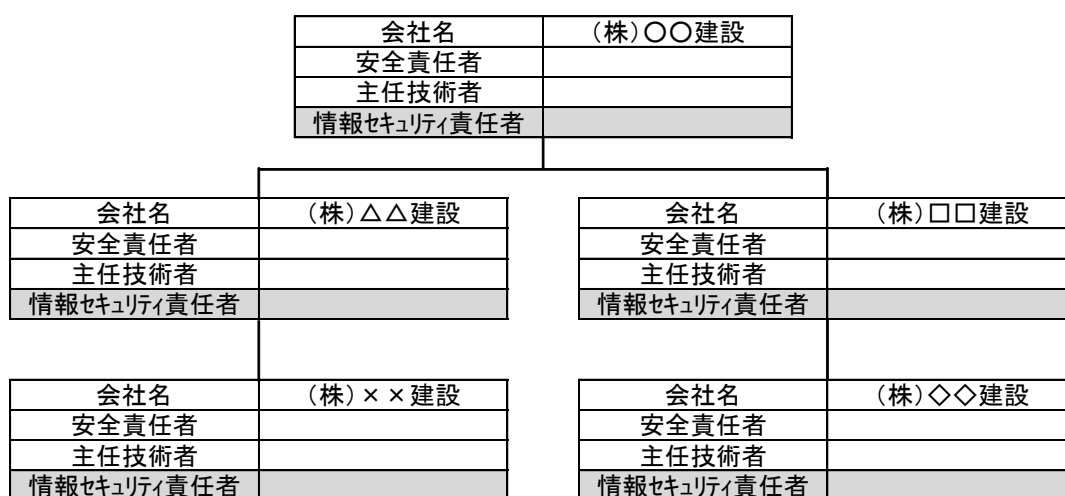 会社名 (株)〇〇建設
安全責任者
主任技術者
情報セキュリティ責任者
会社名 (株)△△建設
安全責任者
主任技術者
情報セキュリティ責任者
会社名 (株)□□建設
安全責任者
主任技術者
情報セキュリティ責任者
会社名 (株)××建設
安全責任者
主任技術者
情報セキュリティ責任者
会社名 (株)◇◇建設
安全責任者
主任技術者
情報セキュリティ責任者